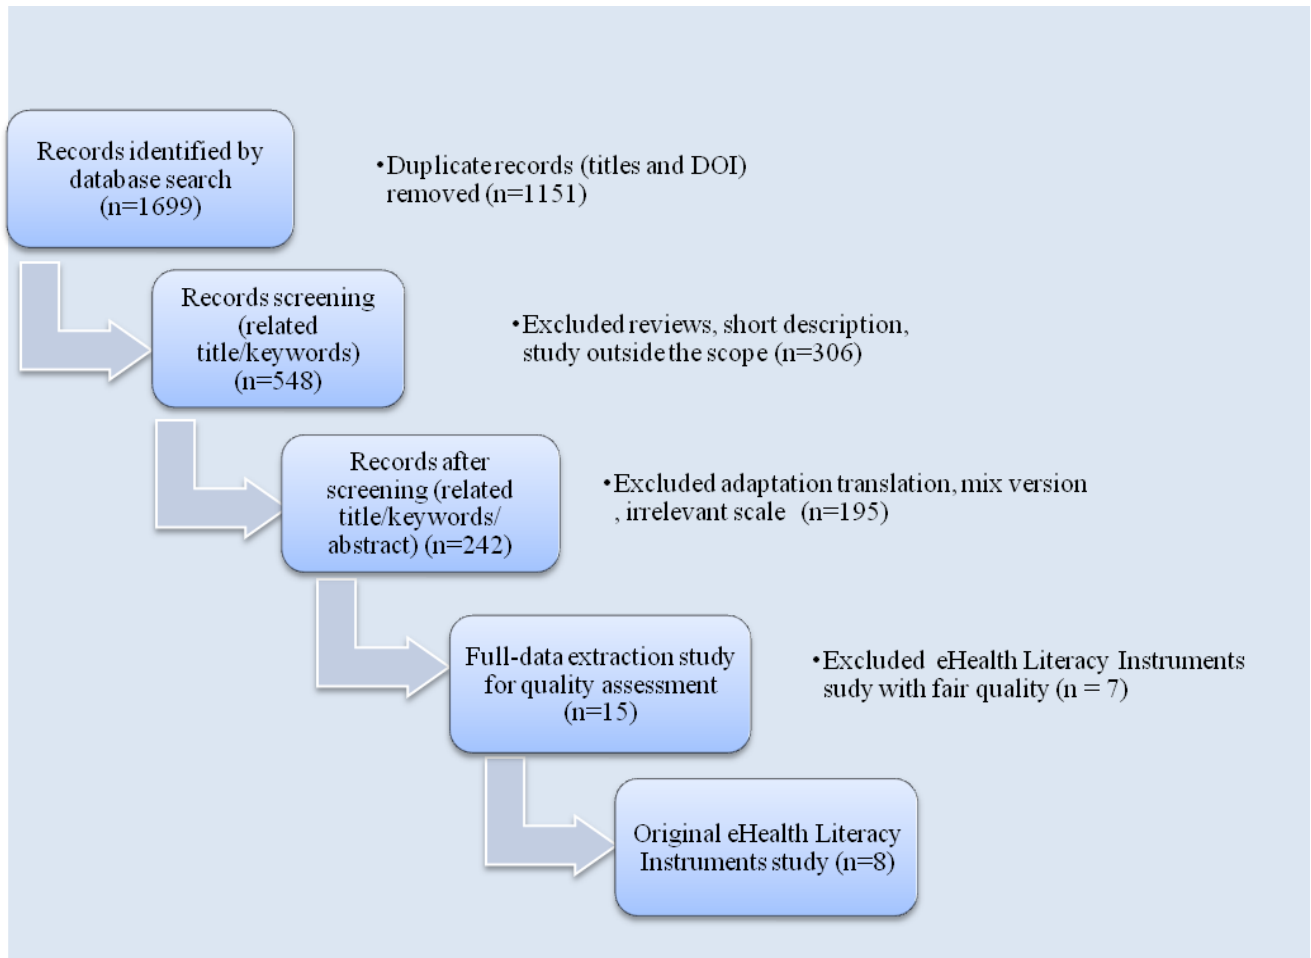 Records identified by
database search
(n=1699)
•Duplicate records (titles and DOI)
removed (n=1151)
Records screening
(related
title/keywords)
(n=548)
•Excluded reviews, short description,
study outside the scope (n=306)
Records after
screening (related
title/keywords/
abstract) (n=242)
•Excluded adaptation translation, mix version
, irrelevant scale (n=195)
Full-data extraction study
for quality assessment
(n=15)
•Excluded eHealth Literacy Instruments
sudy with fair quality (n = 7)
Original eHealth Literacy
Instruments study (n=8)